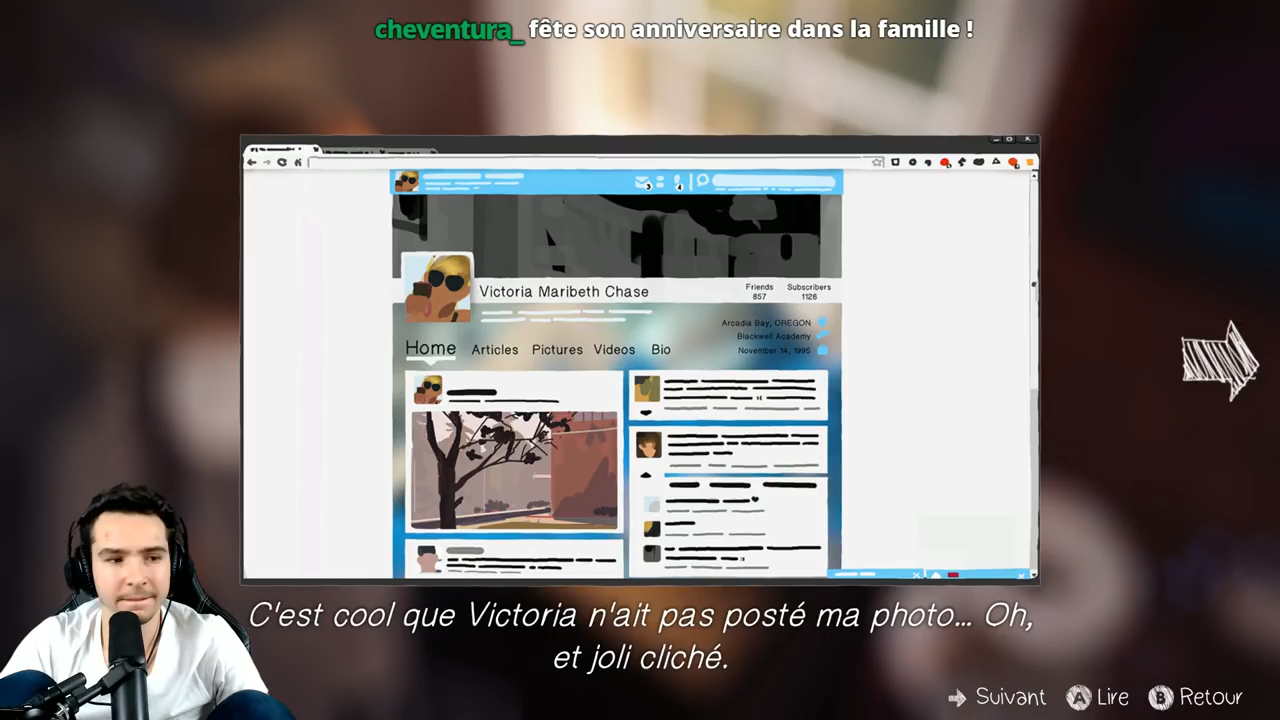 cheventura_ fête son anniversaire dans la famille !
Victoria Maribeth Chase
Friends
857
Subscribers
1126
Arcadia Bay, OREGON
Blackwell Academy
November 14, 1995
Home Articles Pictures Videos Bio
C'est cool que Victoria n'ait pas posté ma photo... Oh,
et joli cliché.
Suivant A Lire B Retour